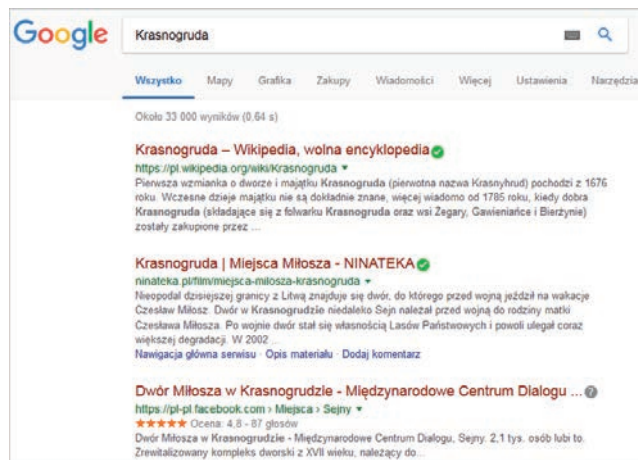 Google
Krasnogruda
Wszystko Mapy Grafika Zakupy Wiadomości Więcej Ustawienia Narzędzia
Około 33 000 wyników (0,64 s)
Krasnogruda – Wikipedia, wolna encyklopedia
https://pl.wikipedia.org/wiki/Krasnogruda
Pierwsza wzmianka o dworze i majątku Krasnogruda (pierwotna nazwa Krasnyhrud) pochodzi z 1676
roku. Wczesne dzieje majątku nie są dokładnie znane, więcej wiadomo od 1785 roku, kiedy dobra
Krasnogruda (składające się z folwarku Krasnogruda oraz wsi Żegary, Gawieniańce i Bierżynie)
zostały zakupione przez ...
Krasnogruda | Miejsca Miłosza - NINATEKA
ninateka.pl/film/miejsca-milosza-krasnogruda
Nieopodal dzisiejszej granicy z Litwą znajduje się dwór, do którego przed wojną jeździł na wakacje
Czesław Miłosz. Dwór w Krasnogrudzie niedaleko Sejn należał przed wojną do rodziny matki
Czesława Miłosza. Po wojnie dwór stał się własnością Lasów Państwowych i powoli ulegał coraz
większej degradacji. W 2002 ...
Nawigacja główna serwisu · Opis materiału · Dodaj komentarz
Dwór Miłosza w Krasnogrudzie - Międzynarodowe Centrum Dialogu ...
https://pl-pl.facebook.com › Miejsca › Sejny
★★★★★ Ocena: 4,8 - 87 głosów
Dwór Miłosza w Krasnogrudzie - Międzynarodowe Centrum Dialogu, Sejny. 2,1 tys. osób lubi to.
Zrewitalizowany kompleks dworski z XVII wieku, należący do...